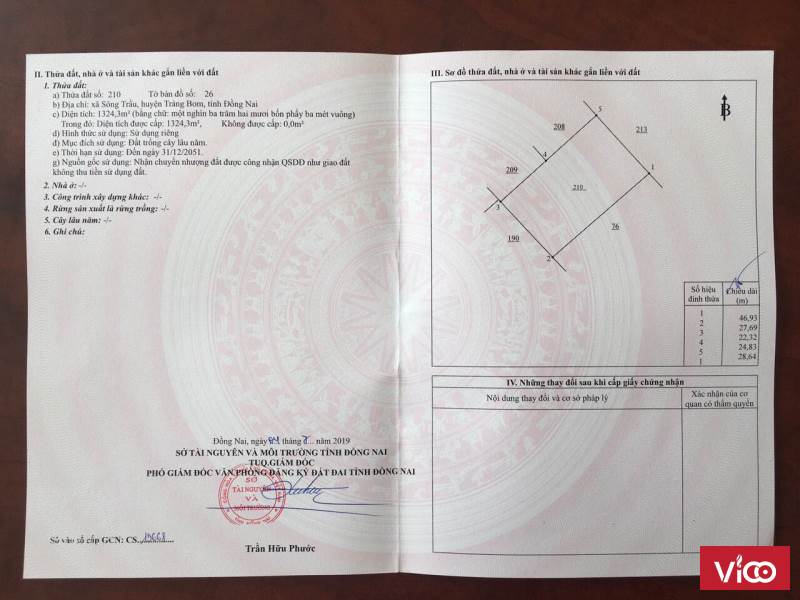 II. Thửa đất, nhà ở và tài sản khác gắn liền với đất
1. Thửa đất:
a) Thửa đất số: 210 Tờ bản đồ số: 26
b) Địa chỉ: xã Sông Trầu, huyện Trảng Bom, tỉnh Đồng Nai
c) Diện tích: 1324,3m² (bằng chữ: một nghìn ba trăm hai mươi bốn phẩy ba mét vuông)
Trong đó: Diện tích được cấp: 1324,3m², Không được cấp: 0,0m²
d) Hình thức sử dụng: Sử dụng riêng
đ) Mục đích sử dụng: Đất trồng cây lâu năm.
e) Thời hạn sử dụng: Đến ngày 31/12/2051.
g) Nguồn gốc sử dụng: Nhận chuyển nhượng đất được công nhận QSDĐ như giao đất
không thu tiền sử dụng đất.
2. Nhà ở: -/-
3. Công trình xây dựng khác: -/-
4. Rừng sản xuất là rừng trồng: -/-
5. Cây lâu năm: -/-
6. Ghi chú:
Đồng Nai, ngày tháng năm 2019
SỞ TÀI NGUYÊN VÀ MÔI TRƯỜNG TỈNH ĐỒNG NAI
TUQ.GIÁM ĐỐC
PHÓ GIÁM ĐỐC VĂN PHÒNG ĐĂNG KÝ ĐẤT ĐAI TỈNH ĐỒNG NAI
SỞ
TÀI NGUYÊN
VÀ
MÔI TRƯỜNG
Trần Hữu Phước
Số vào sổ cấp GCN: CS
III. Sơ đồ thửa đất, nhà ở và tài sản khác gắn liền với đất
B
5
208
213
4
1
209
210
3
76
190
2
Số hiệu đỉnh thửa Chiều dài (m)
1
46,93
2
27,69
3
22,32
4
24,83
5
28,64
1
IV. Những thay đổi sau khi cấp giấy chứng nhận
Nội dung thay đổi và cơ sở pháp lý
Xác nhận của cơ
quan có thẩm quyền
ViCO